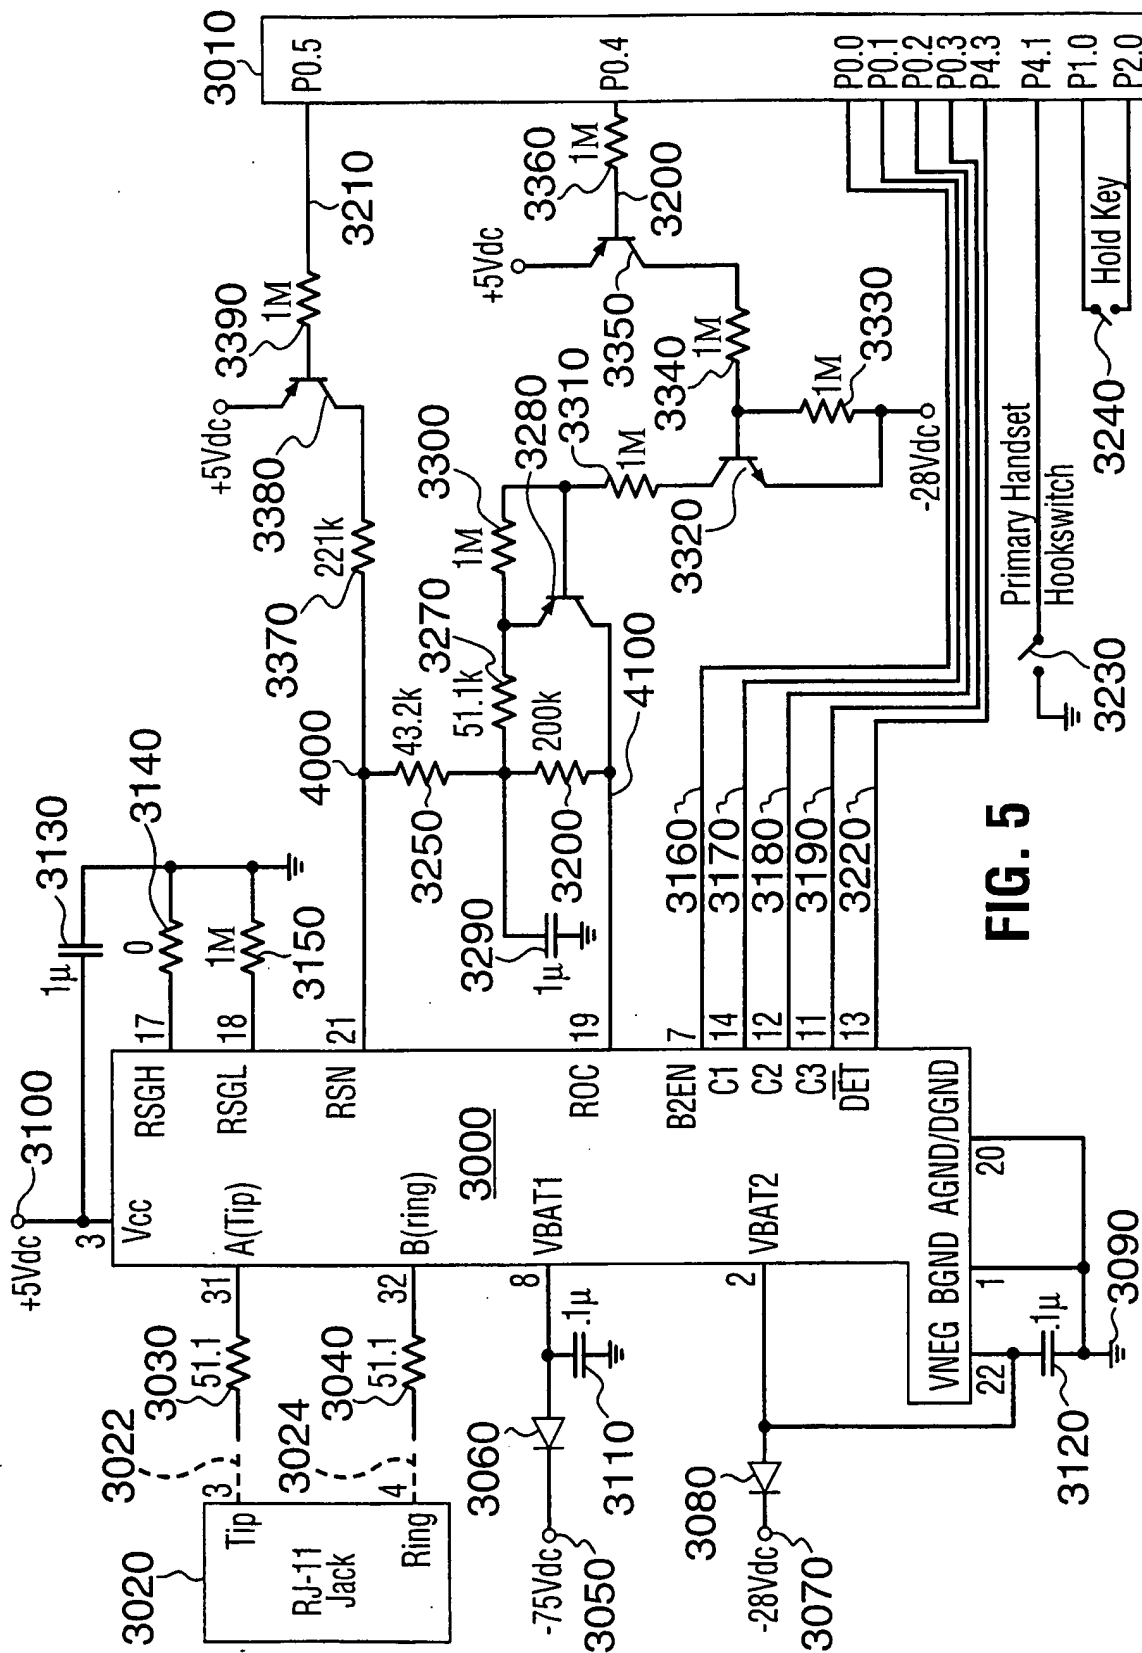 3010
P0.5
P0.4
P0.0
P0.1
P0.2
P0.3
P4.3
P4.1
P1.0
P2.0
3210
3390
1M
+5Vdc
3380
3370
221k
3360
1M
3200
+5Vdc
3350
3340
1M
3330
1M
-28Vdc
3300
1M
3280
3310
1M
3320
3270
51.1k
4100
4000
43.2k
3250
200k
3200
3290
1µ
Hold Key
3240
Primary Handset
Hookswitch
3230
3130
1µ
3140
0
1M
3150
3160
3170
3180
3190
3220
+5Vdc
3100
3
Vcc
17
RSGH
18
RSGL
21
RSN
19
ROC
7
B2EN
14
C1
12
C2
11
C3
13
DET
3000
A(Tip)
B(ring)
VBAT1
VBAT2
VNEG BGND AGND/DGND
31
32
8
2
22
1
20
3030
51.1
3040
51.1
3022
3024
3
4
Tip
Ring
RJ-11
Jack
3020
3060
3110
.1µ
-75Vdc
3050
3080
-28Vdc
3070
3120
.1µ
3090
FIG. 5